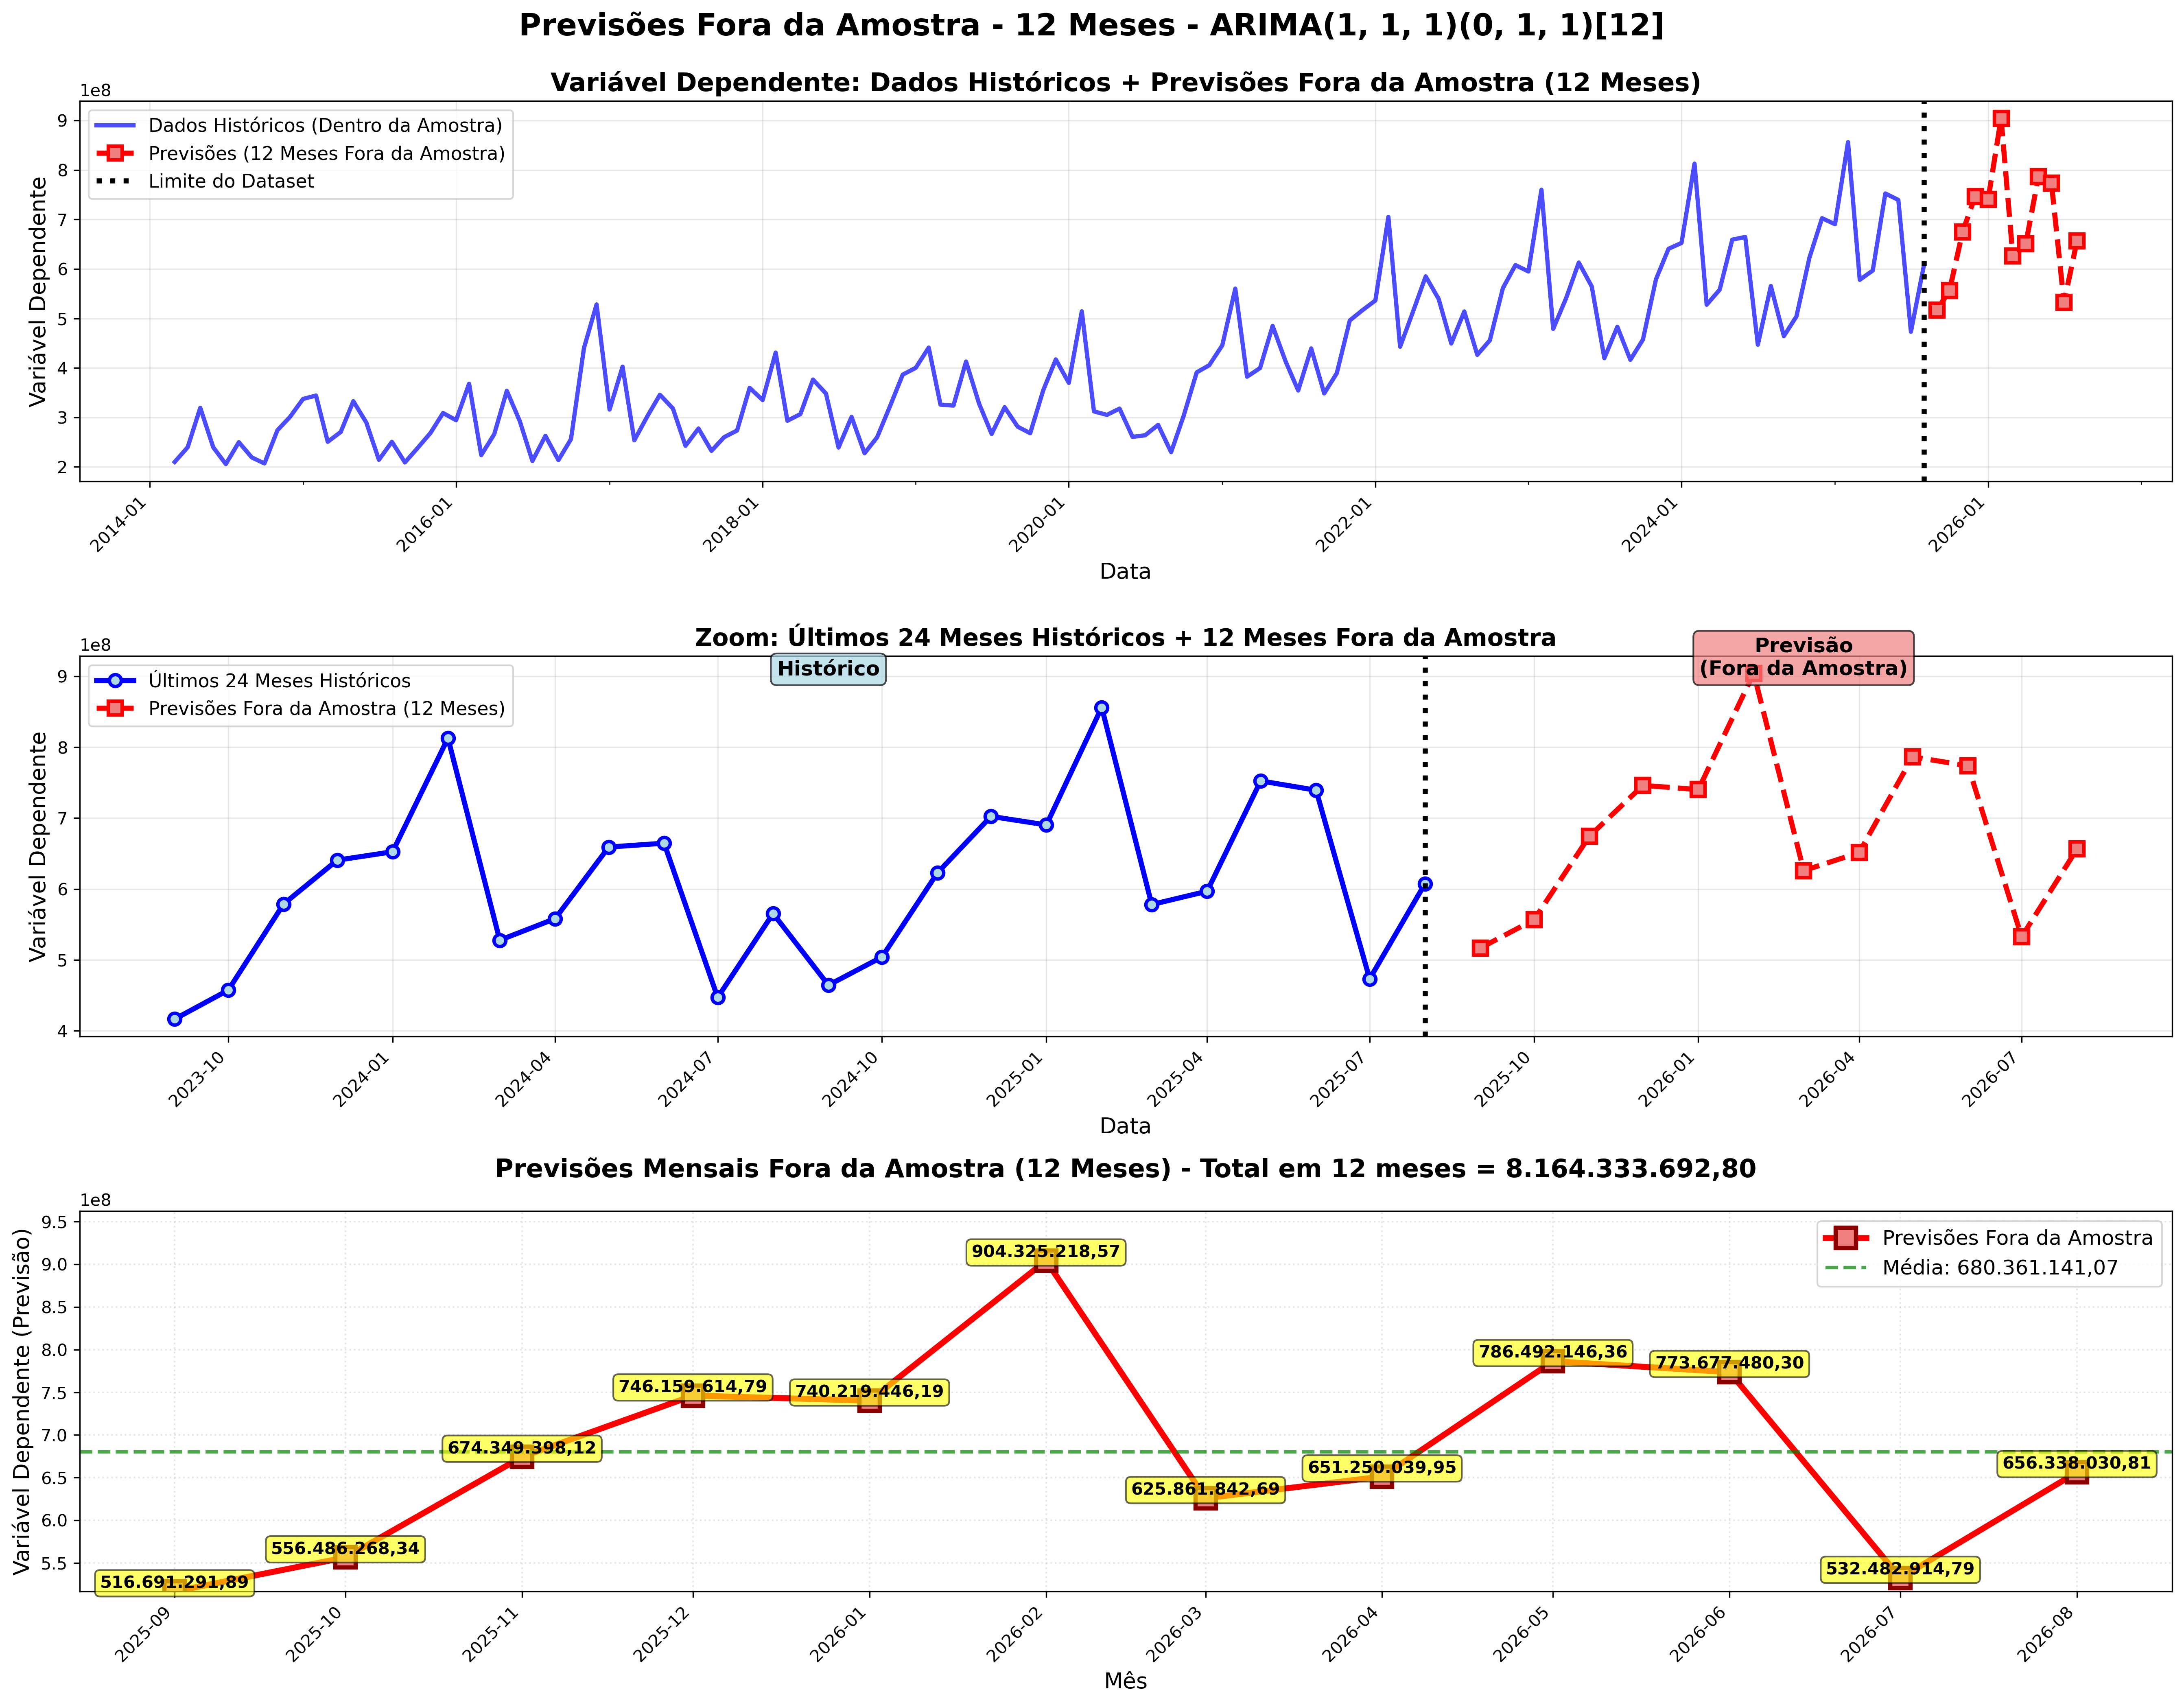 Previsões Fora da Amostra - 12 Meses - ARIMA(1, 1, 1)(0, 1, 1)[12]
Variável Dependente: Dados Históricos + Previsões Fora da Amostra (12 Meses)
1e8
Dados Históricos (Dentro da Amostra)
Previsões (12 Meses Fora da Amostra)
Limite do Dataset
Variável Dependente
9
8
7
6
5
4
3
2
2014-01
2016-01
2018-01
2020-01
2022-01
2024-01
2026-01
Data
Zoom: Últimos 24 Meses Históricos + 12 Meses Fora da Amostra
1e8
Últimos 24 Meses Históricos
Previsões Fora da Amostra (12 Meses)
Histórico
Previsão
(Fora da Amostra)
Variável Dependente
9
8
7
6
5
4
2023-10
2024-01
2024-04
2024-07
2024-10
2025-01
2025-04
2025-07
2025-10
2026-01
2026-04
2026-07
Data
Previsões Mensais Fora da Amostra (12 Meses) - Total em 12 meses = 8.164.333.692,80
1e8
Previsões Fora da Amostra
Média: 680.361.141,07
Variável Dependente (Previsão)
9.5
9.0
8.5
8.0
7.5
7.0
6.5
6.0
5.5
516.691.291,89
556.486.268,34
674.349.398,12
746.159.614,79
740.219.446,19
904.325.218,57
625.861.842,69
651.250.039,95
786.492.146,36
773.677.480,30
532.482.914,79
656.338.030,81
2025-09
2025-10
2025-11
2025-12
2026-01
2026-02
2026-03
2026-04
2026-05
2026-06
2026-07
2026-08
Mês